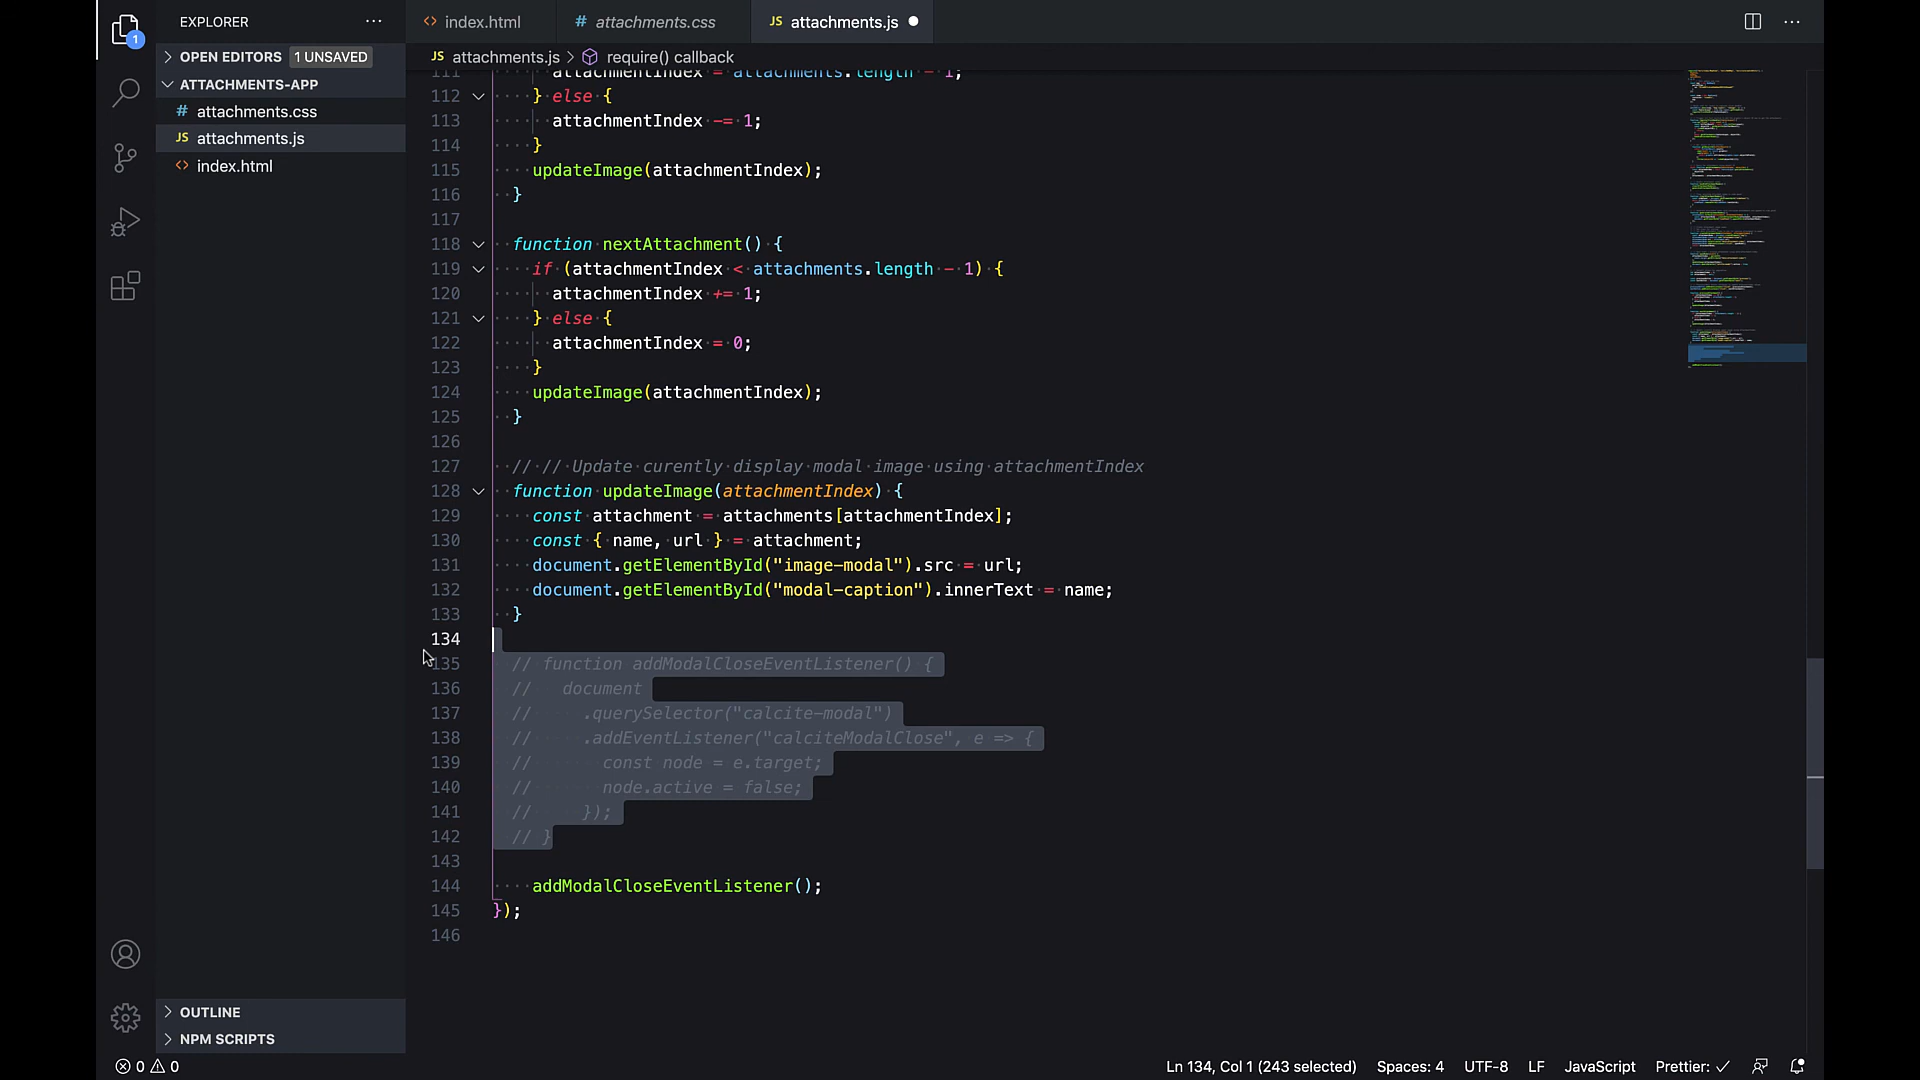 EXPLORER
index.html
# attachments.css
JS attachments.js
OPEN EDITORS 1 UNSAVED
JS attachments.js > require() callback
1
ATTACHMENTS-APP
# attachments.css
JS attachments.js
<> index.html
111 attachmentIndex = attachments.length - 1;
112 } else {
113 attachmentIndex -= 1;
114 }
115 updateImage(attachmentIndex);
116 }
117
118 function nextAttachment() {
119 if (attachmentIndex < attachments.length - 1) {
120 attachmentIndex += 1;
121 } else {
122 attachmentIndex = 0;
123 }
124 updateImage(attachmentIndex);
125 }
126
127 // // Update curently display modal image using attachmentIndex
128 function updateImage(attachmentIndex) {
129 const attachment = attachments[attachmentIndex];
130 const { name, url } = attachment;
131 document.getElementById("image-modal").src = url;
132 document.getElementById("modal-caption").innerText = name;
133 }
134
135 // function addModalCloseEventListener() {
136 // document
137 // .querySelector("calcite-modal")
138 // .addEventListener("calciteModalClose", e => {
139 // const node = e.target;
140 // node.active = false;
141 // });
142 // }
143
144 addModalCloseEventListener();
145 });
146
OUTLINE
NPM SCRIPTS
0 0
Ln 134, Col 1 (243 selected) Spaces: 4 UTF-8 LF JavaScript Prettier: ✓